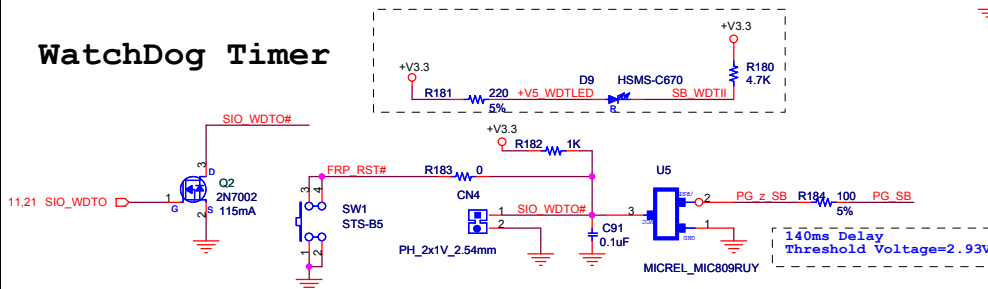 WatchDog Timer
+V3.3
R181
220
5%
+V5_WDTLED
D9
HSMS-C670
R
SB_WDTII
+V3.3
R180
4.7K
11,21 SIO_WDTO
SIO_WDTO#
3
D
Q2
2N7002
115mA
1
G
2
S
FRP_RST#
3
4
SW1
STS-B5
1
2
R183
0
+V3.3
R182
1K
CN4
1
2
SIO_WDTO#
PH_2x1V_2.54mm
C91
0.1uF
U5
3
VCC
/RST
2
GND
1
MICREL_MIC809RUY
PG_z_SB
R184
100
5%
PG_SB
140ms Delay
Threshold Voltage=2.93V